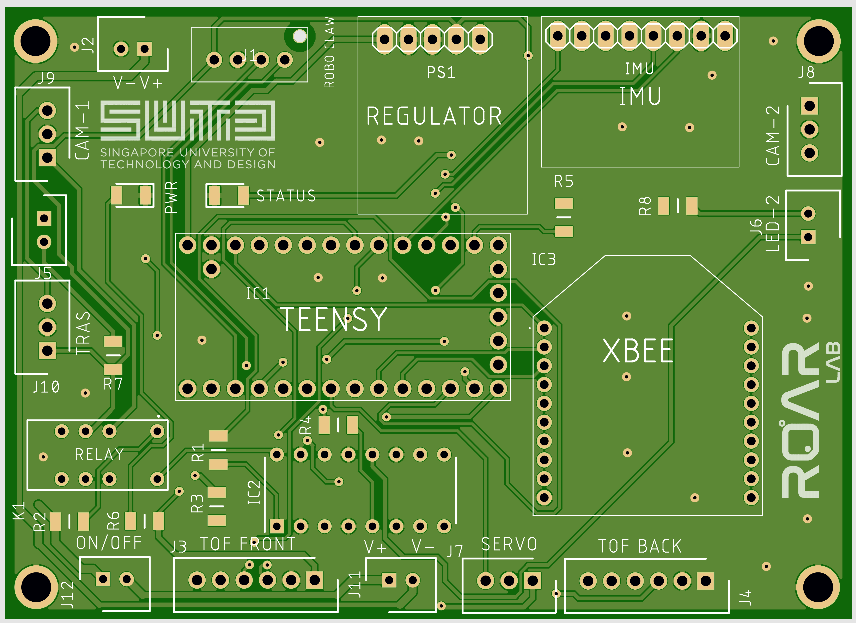 J2
V-V+
J1
ROBO CLAW
PS1
IMU
J8
J9
CAM-1
SUTD
SINGAPORE UNIVERSITY OF
TECHNOLOGY AND DESIGN
REGULATOR
IMU
CAM-2
PWR
STATUS
R5
R8
J6
LED-2
J5
IC3
IC1
TEENSY
TRAS
XBEE
J10
R7
ROAR
LAB
R4
RELAY
R1
IC2
R3
K1
R2
R6
ON/OFF
J3
TOF FRONT
V+
V-
J7
SERVO
TOF BACK
J12
J11
J4